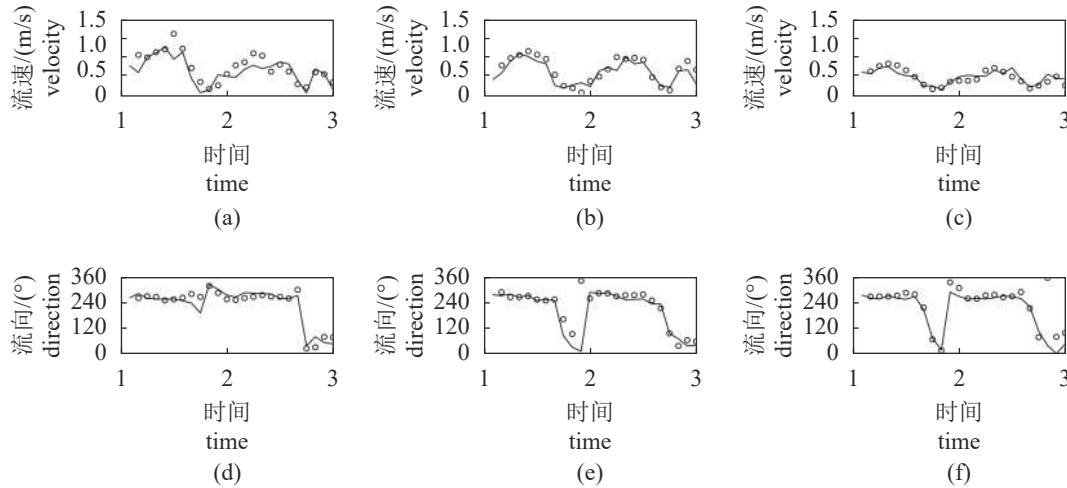 流速/(m/s)
velocity
1.5
1.0
0.5
0
1 2 3
时间
time
(a)
流速/(m/s)
velocity
1.5
1.0
0.5
0
1 2 3
时间
time
(b)
流速/(m/s)
velocity
1.5
1.0
0.5
0
1 2 3
时间
time
(c)
流向/(°)
direction
360
240
120
0
1 2 3
时间
time
(d)
流向/(°)
direction
360
240
120
0
1 2 3
时间
time
(e)
流向/(°)
direction
360
240
120
0
1 2 3
时间
time
(f)